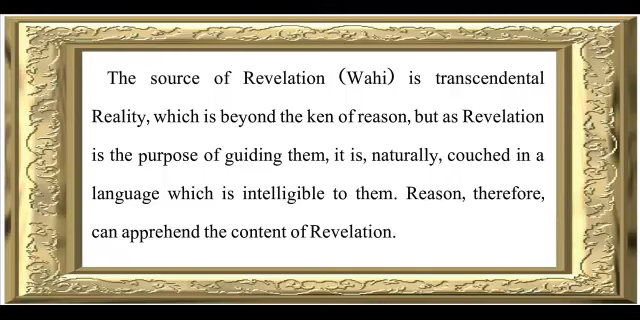 The source of Revelation (Wahi) is transcendental
Reality, which is beyond the ken of reason, but as Revelation
is the purpose of guiding them, it is, naturally, couched in a
language which is intelligible to them. Reason, therefore,
can apprehend the content of Revelation.